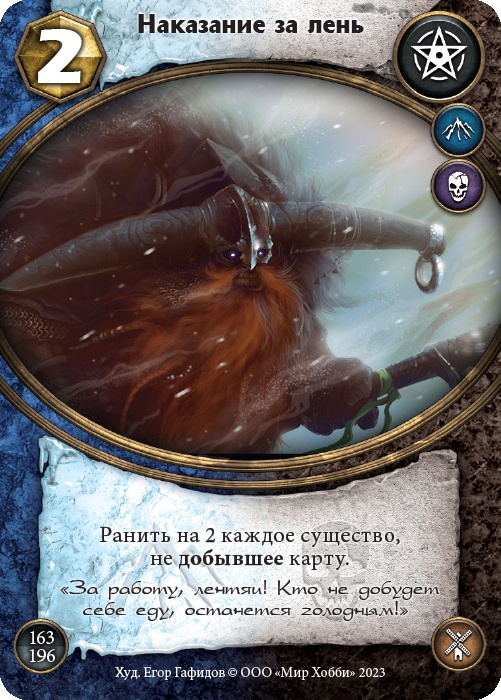 2
Наказание за лень
Ранить на 2 каждое существо,
не добывшее карту.
«За работу, лентяи! Кто не добудет
себе еду, останется голодным!»
163
196
Худ. Егор Гафидов © ООО «Мир Хобби» 2023